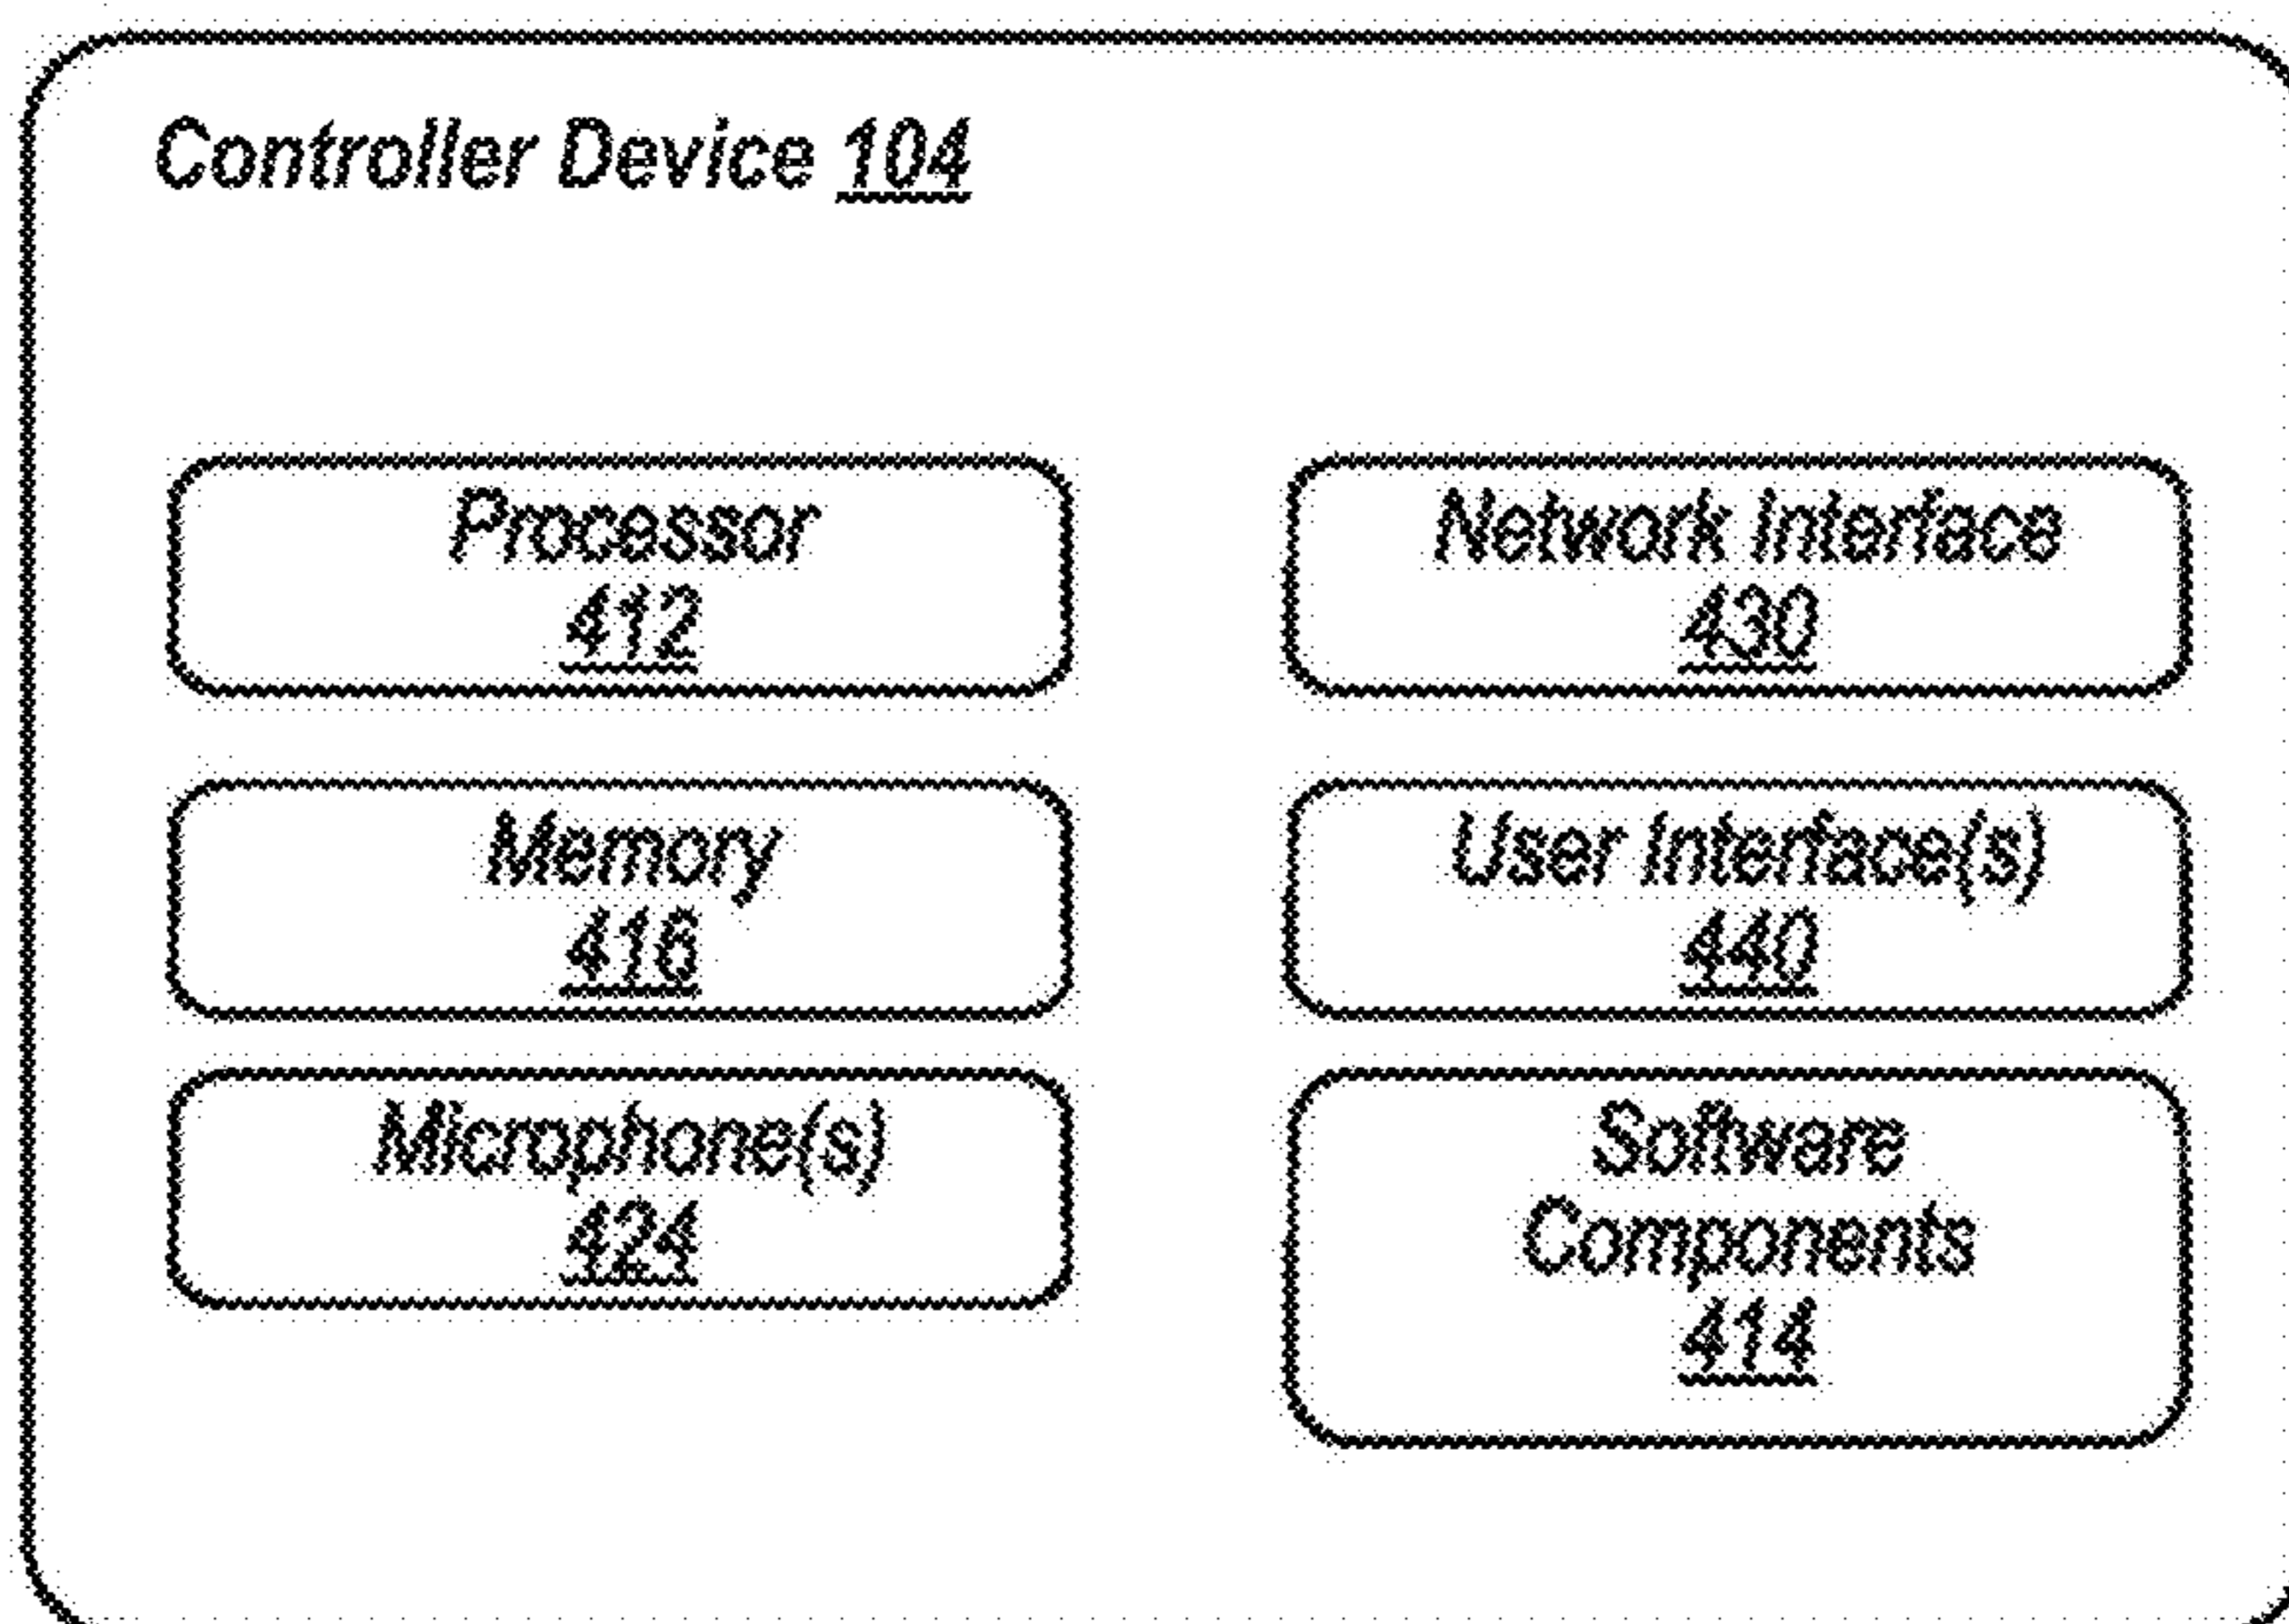 Controller Device 104
Processor
412
Network Interface
430
Memory
416
User Interface(s)
440
Microphone(s)
424
Software
Components
414